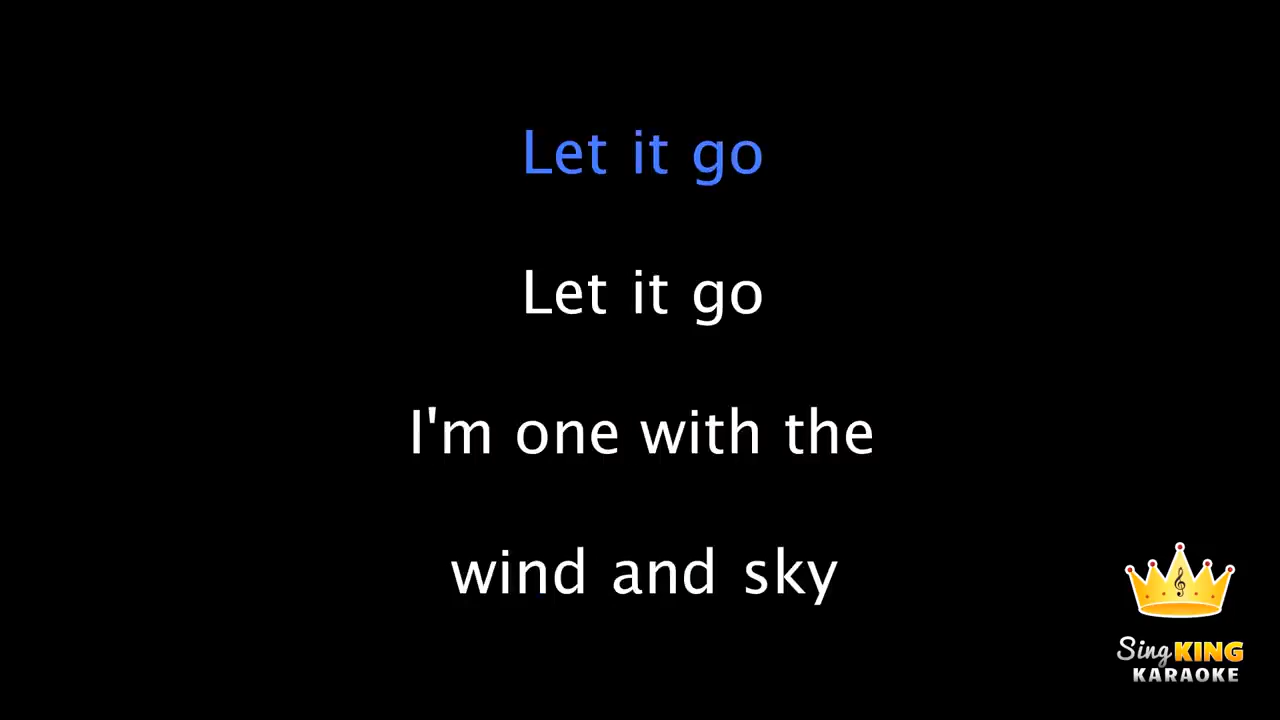 Let it go
Let it go
I'm one with the
wind and sky
Sing KING
KARAOKE